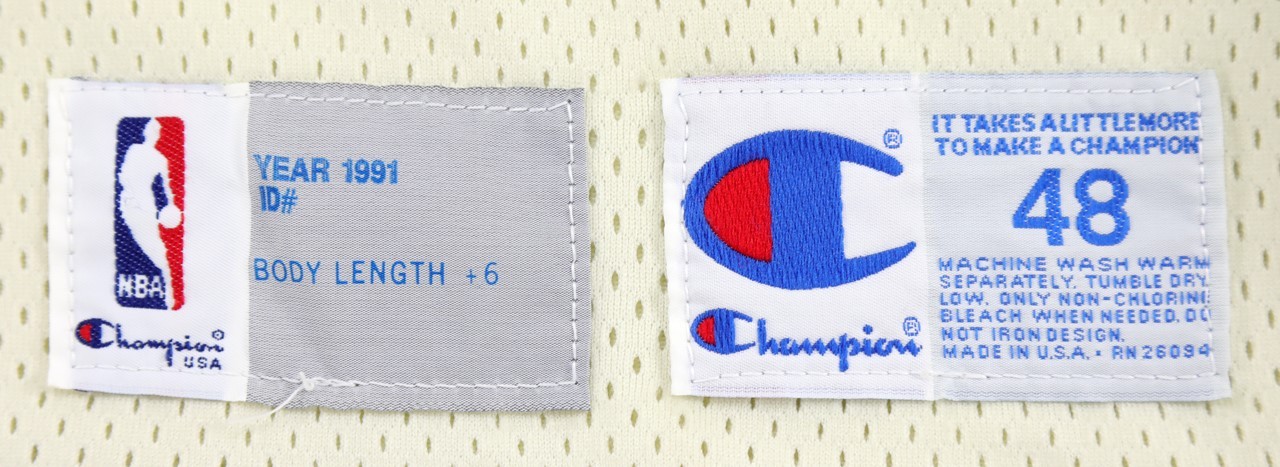 YEAR 1991
ID#
BODY LENGTH +6
NBA
Champion®
USA
®
IT TAKES A LITTLE MORE
TO MAKE A CHAMPION
48
MACHINE WASH WARM
SEPARATELY. TUMBLE DRY
LOW. ONLY NON-CHLORINE
BLEACH WHEN NEEDED. DO
NOT IRON DESIGN.
MADE IN U.S.A. • RN 26094
Champion®